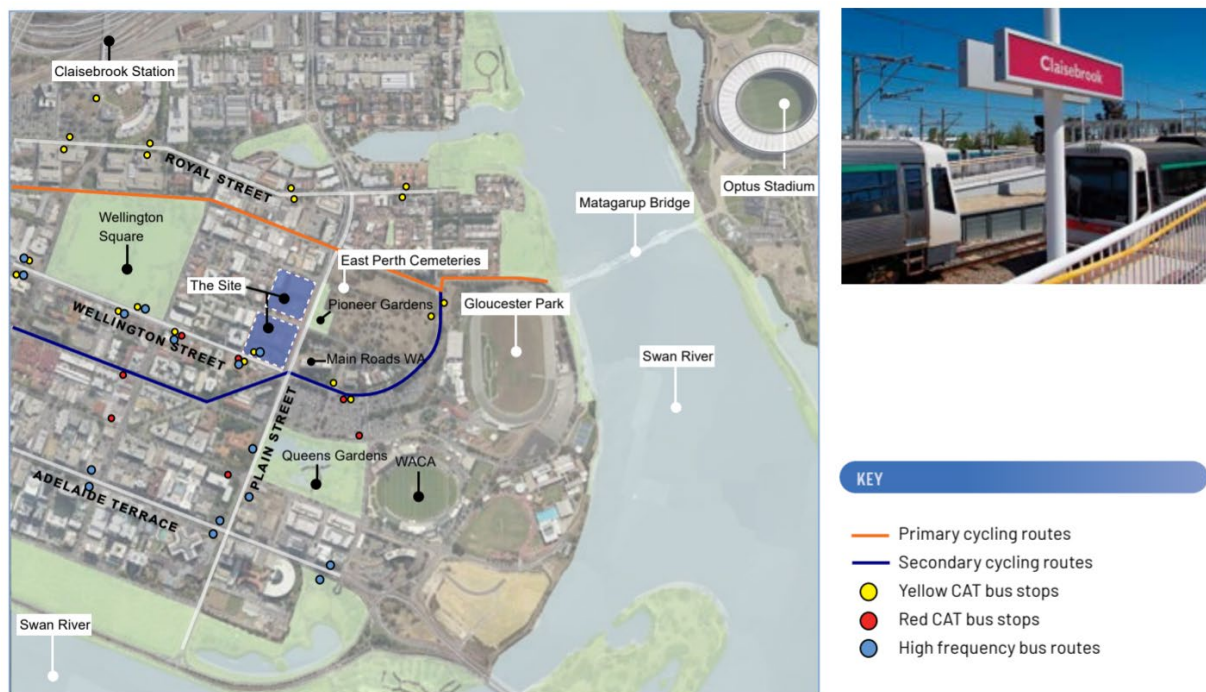 Claisebrook Station
ROYAL STREET
Optus Stadium
Matagarup Bridge
Wellington
Square
East Perth Cemeteries
The Site
Pioneer Gardens
Gloucester Park
WELLINGTON STREET
Main Roads WA
Swan River
PLAIN STREET
Queens Gardens
WACA
ADELAIDE TERRACE
Swan River
Claisebrook
KEY
Primary cycling routes
Secondary cycling routes
Yellow CAT bus stops
Red CAT bus stops
High frequency bus routes